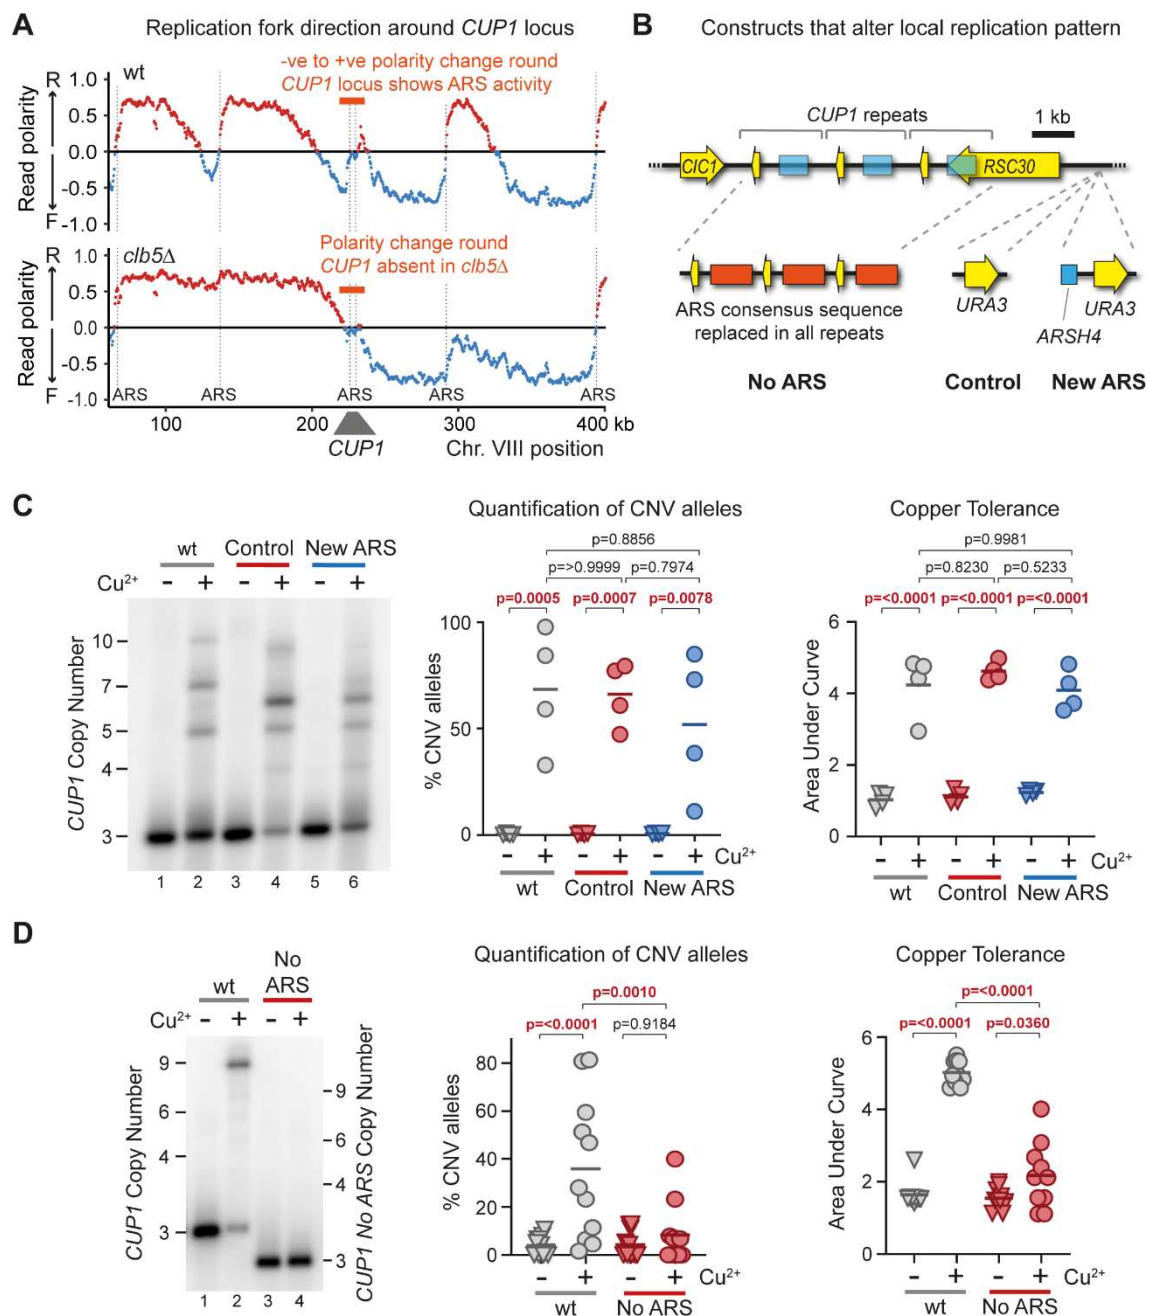 A
Replication fork direction around CUP1 locus
wt
-ve to +ve polarity change round
CUP1 locus shows ARS activity
R
Read polarity
F
1.0
0.5
0.0
-0.5
-1.0
clb5Δ
Polarity change round
CUP1 absent in clb5Δ
R
Read polarity
F
1.0
0.5
0.0
-0.5
-1.0
ARS ARS ARS ARS ARS
100 200 300 400 kb
CUP1
Chr. VIII position
B
Constructs that alter local replication pattern
CUP1 repeats
1 kb
CIC1
RSC30
ARS consensus sequence
replaced in all repeats
URA3
ARSH4
URA3
No ARS
Control
New ARS
C
wt Control New ARS
Cu²⁺ - + - + - +
CUP1 Copy Number
10
7
5
4
3
1 2 3 4 5 6
Quantification of CNV alleles
p=0.8856
p=>0.9999 p=0.7974
p=0.0005 p=0.0007 p=0.0078
% CNV alleles
100
50
0
- + - + - + Cu²⁺
wt Control New ARS
Copper Tolerance
p=0.9981
p=0.8230 p=0.5233
p=<0.0001 p=<0.0001 p=<0.0001
Area Under Curve
6
4
2
0
- + - + - + Cu²⁺
wt Control New ARS
D
No
wt ARS
Cu²⁺ - + - +
CUP1 Copy Number
9
6
4
3
CUP1 No ARS Copy Number
9
6
4
3
1 2 3 4
Quantification of CNV alleles
p=0.0010
p=<0.0001 p=0.9184
% CNV alleles
80
60
40
20
0
- + - + Cu²⁺
wt No ARS
Copper Tolerance
p=<0.0001
p=<0.0001 p=0.0360
Area Under Curve
6
4
2
0
- + - + Cu²⁺
wt No ARS